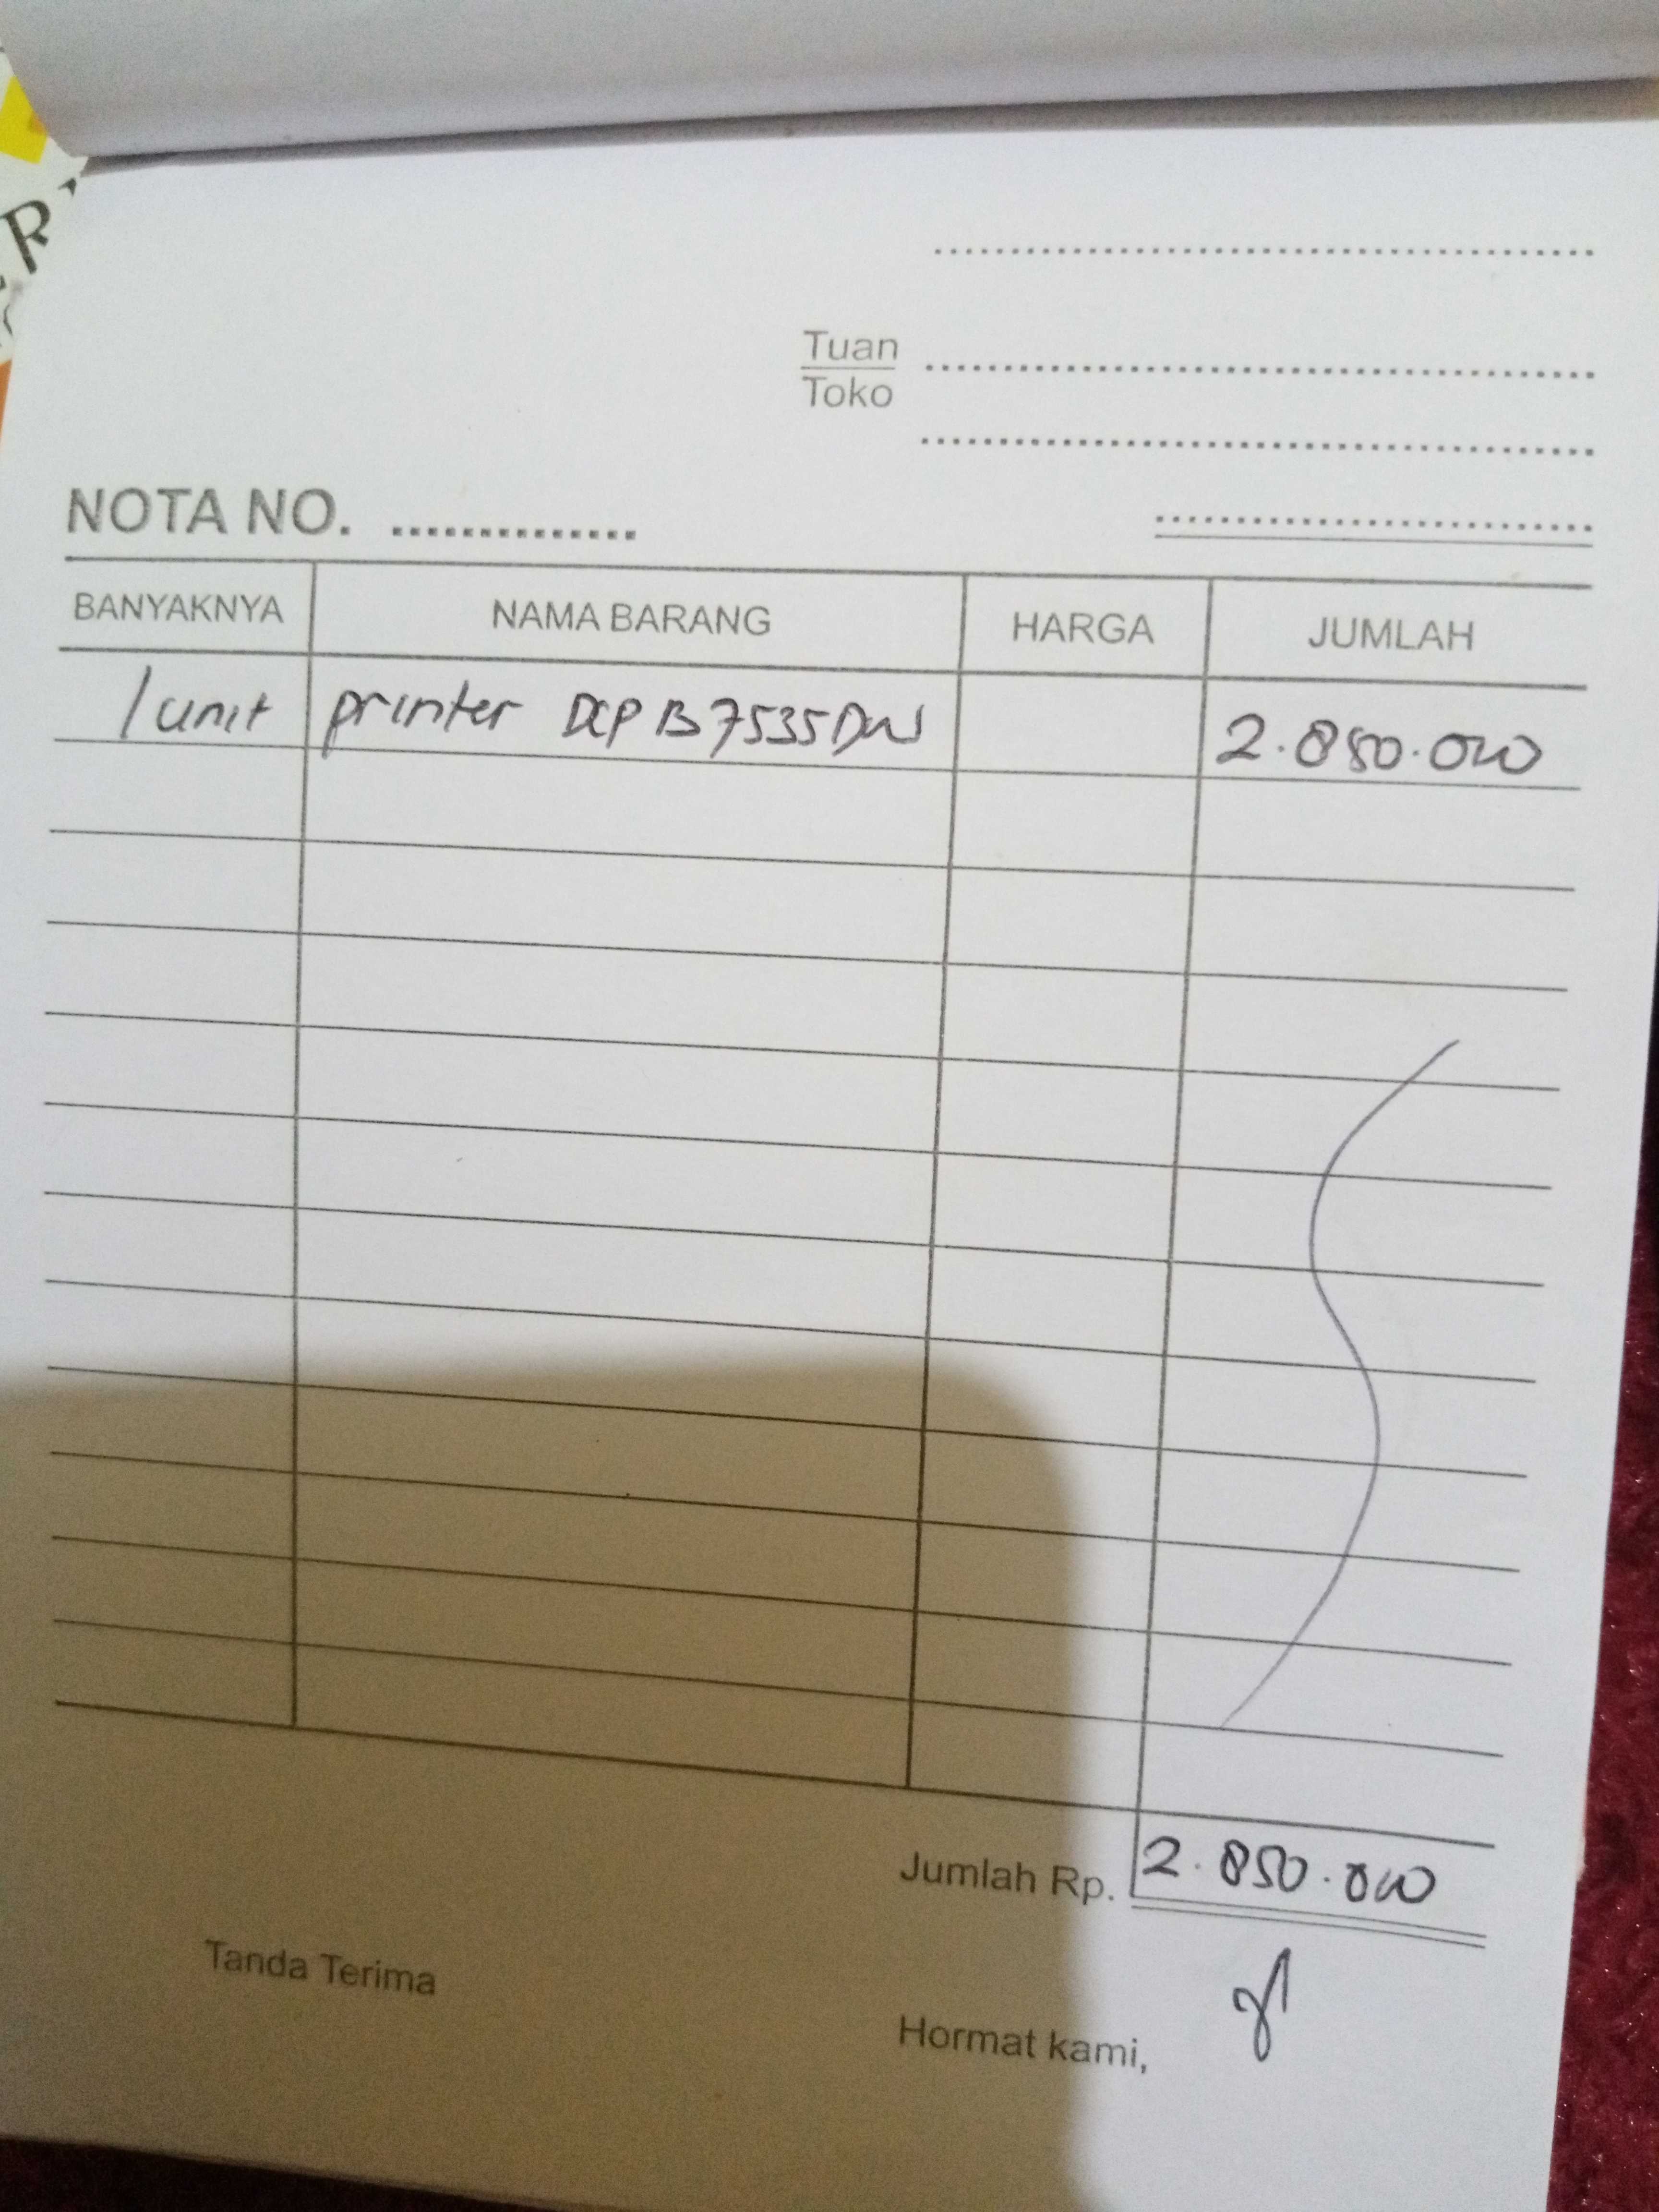 Tuan
Toko
NOTA NO.
BANYAKNYA NAMA BARANG HARGA JUMLAH
1 unit printer DCP B7535DW 2.850.000
Jumlah Rp. 2.850.000
Tanda Terima
Hormat kami,